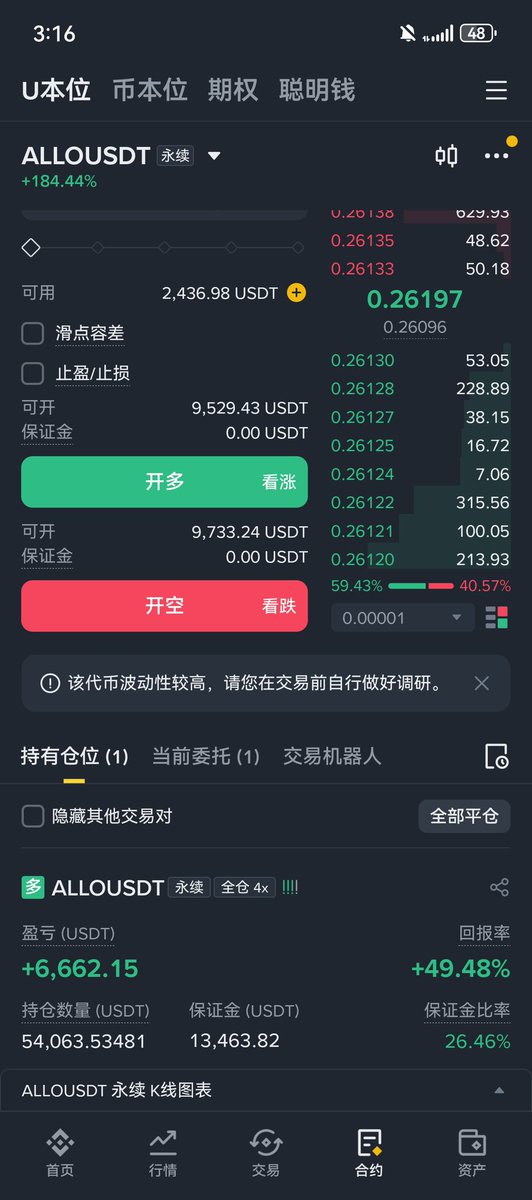 3:16
48
U本位 币本位 期权 聪明钱
ALLOUSDT 永续
+184.44%
0.26138 629.93
0.26135 48.62
0.26133 50.18
可用 2,436.98 USDT
0.26197
0.26096
滑点容差
止盈/止损
可开 9,529.43 USDT
保证金 0.00 USDT
开多 看涨
可开 9,733.24 USDT
保证金 0.00 USDT
开空 看跌
0.26130 53.05
0.26128 228.89
0.26127 38.15
0.26125 16.72
0.26124 7.06
0.26122 315.56
0.26121 100.05
0.26120 213.93
59.43% 40.57%
0.00001
该代币波动性较高，请您在交易前自行做好调研。
持有仓位 (1) 当前委托 (1) 交易机器人
隐藏其他交易对 全部平仓
多 ALLOUSDT 永续 全仓 4x
盈亏 (USDT) 回报率
+6,662.15 +49.48%
持仓数量 (USDT) 保证金 (USDT) 保证金比率
54,063.53481 13,463.82 26.46%
ALLOUSDT 永续 K线图表
首页 行情 交易 合约 资产